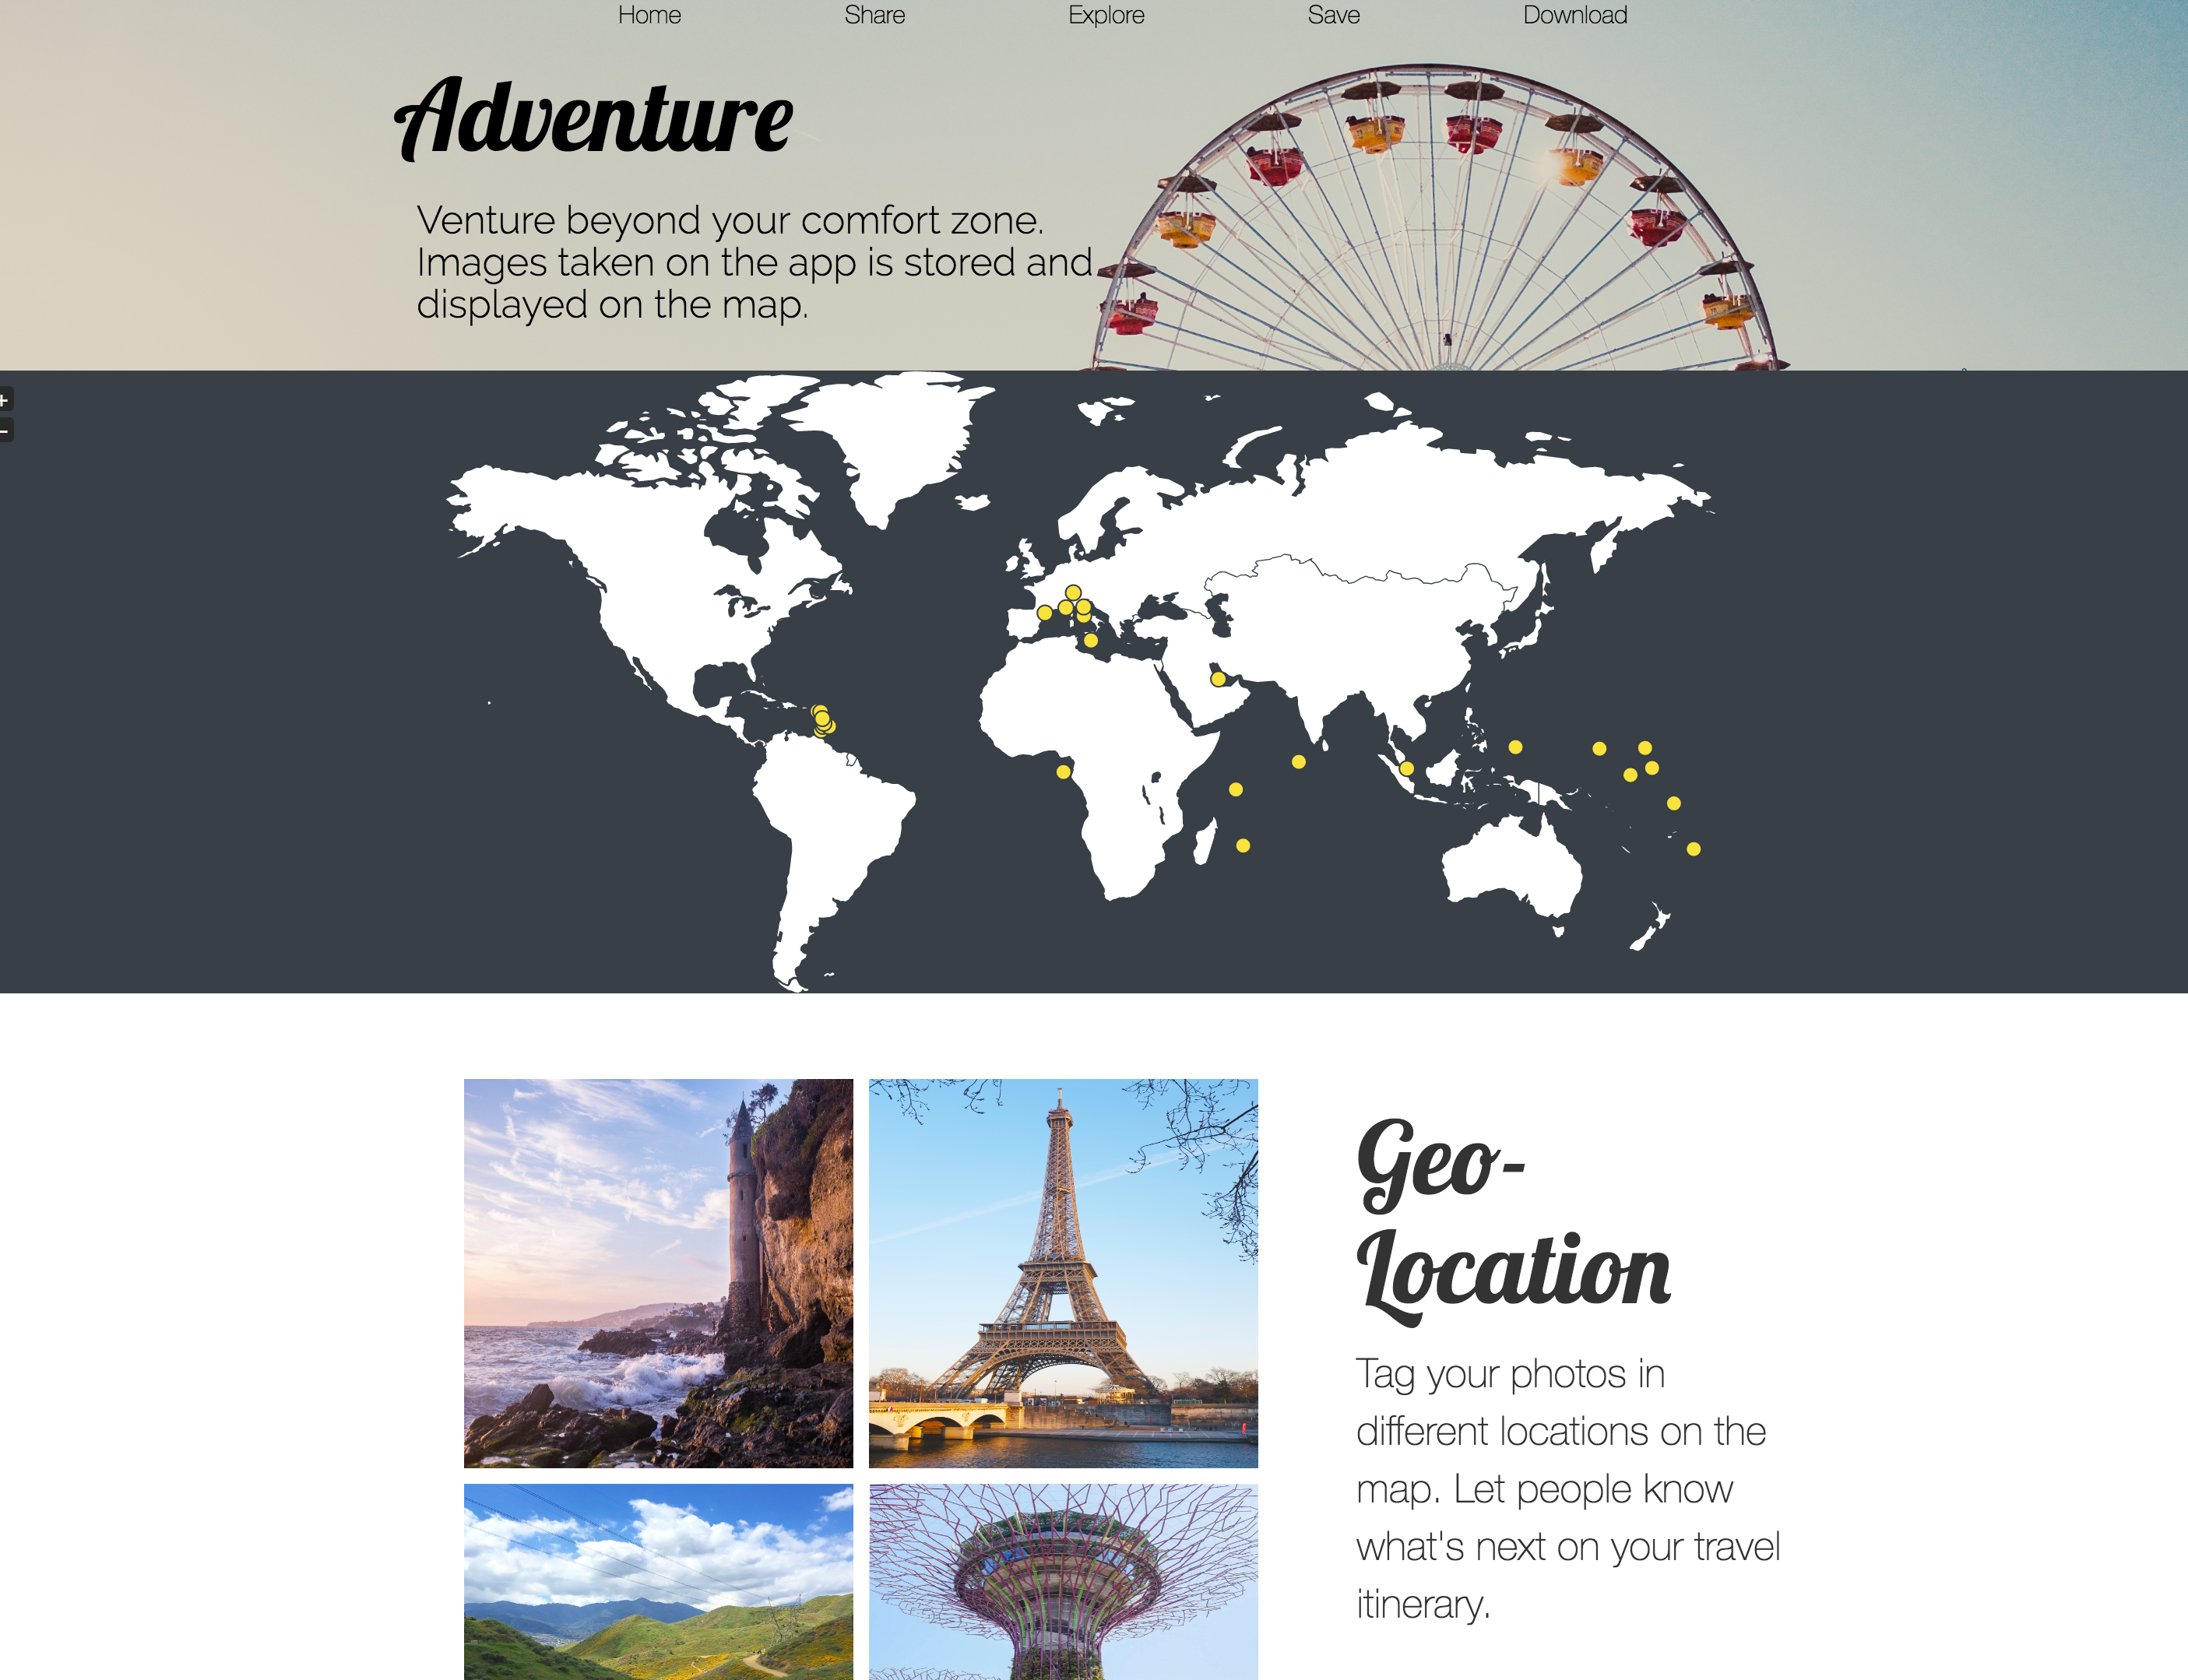 Home Share Explore Save Download
Adventure
Venture beyond your comfort zone.
Images taken on the app is stored and
displayed on the map.
+
−
Geo-
Location
Tag your photos in
different locations on the
map. Let people know
what's next on your travel
itinerary.